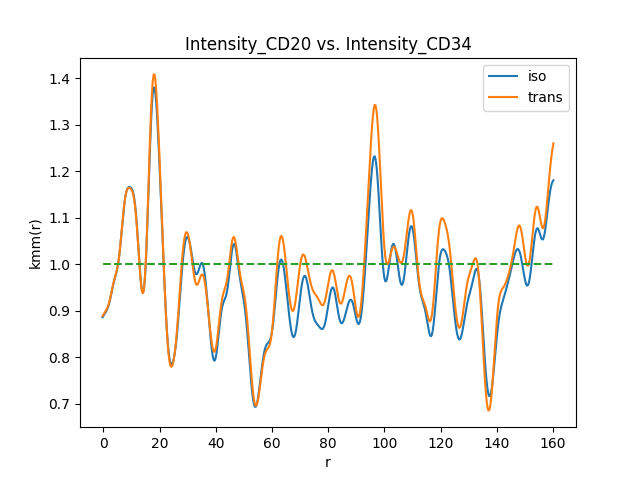 Intensity_CD20 vs. Intensity_CD34
iso
trans
kmm(r)
1.4
1.3
1.2
1.1
1.0
0.9
0.8
0.7
0 20 40 60 80 100 120 140 160
r